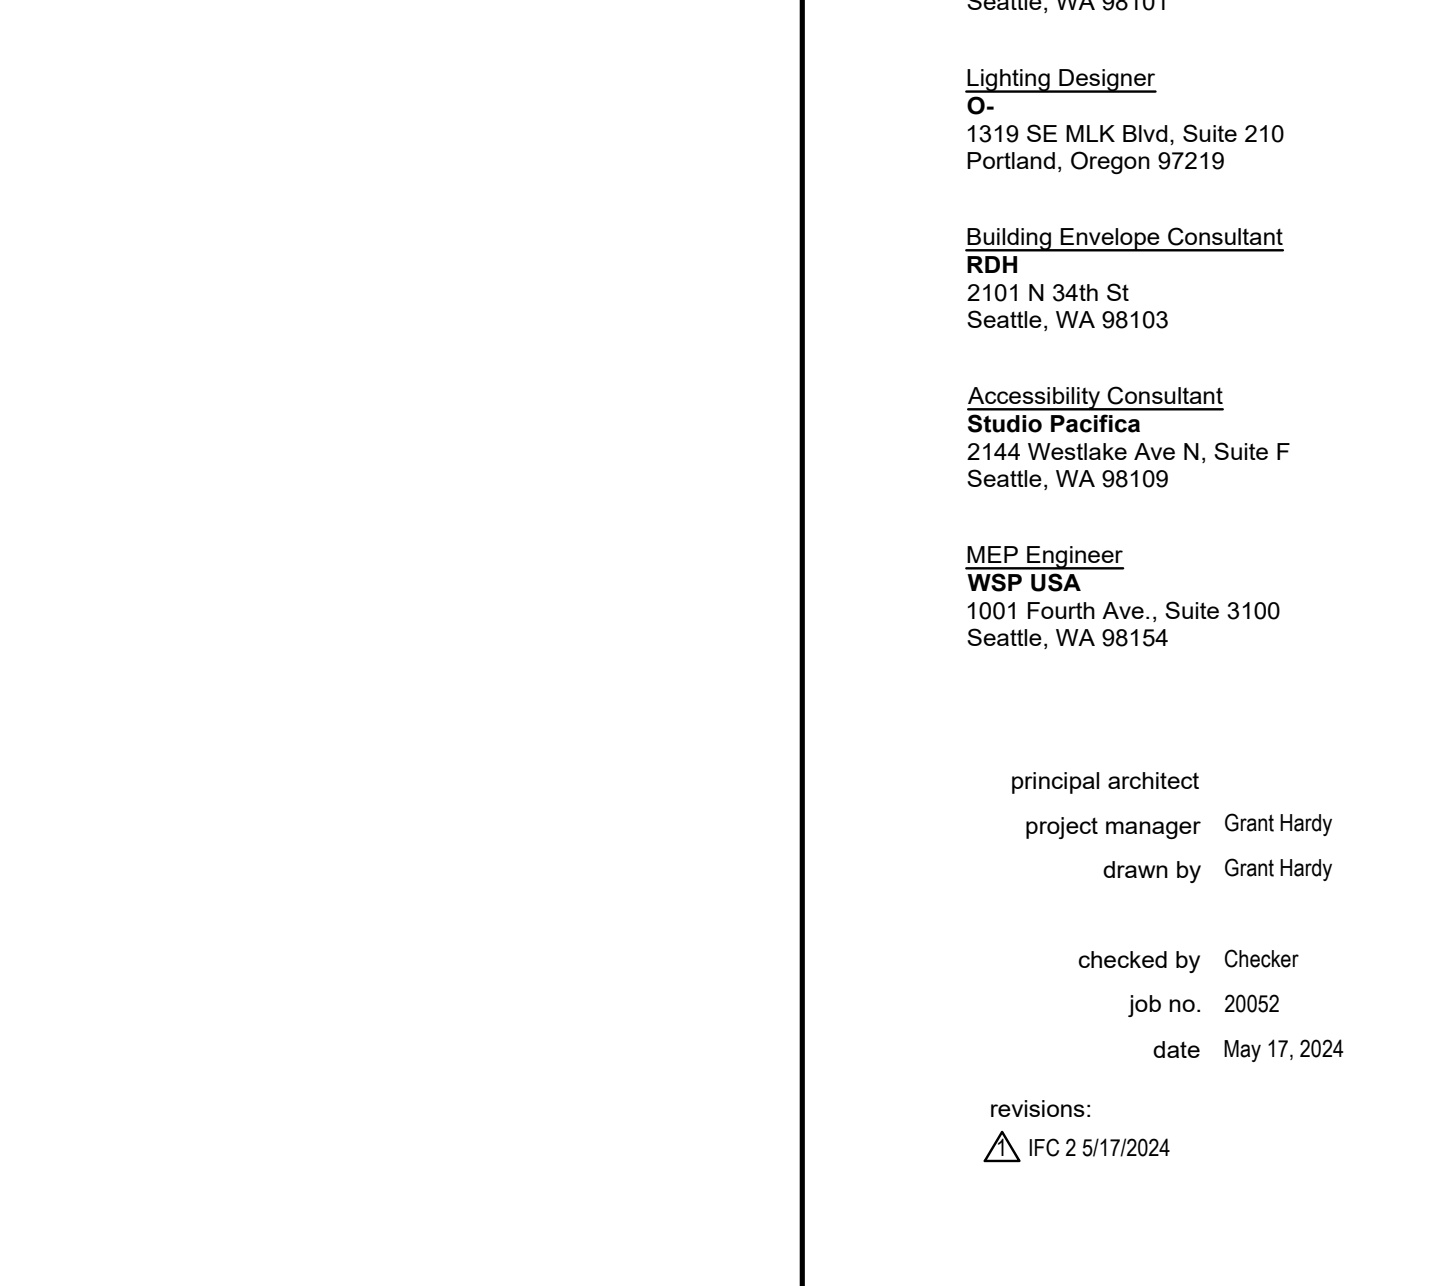 Seattle, WA 98101
Lighting Designer
O-
1319 SE MLK Blvd, Suite 210
Portland, Oregon 97219
Building Envelope Consultant
RDH
2101 N 34th St
Seattle, WA 98103
Accessibility Consultant
Studio Pacifica
2144 Westlake Ave N, Suite F
Seattle, WA 98109
MEP Engineer
WSP USA
1001 Fourth Ave., Suite 3100
Seattle, WA 98154
principal architect
project manager Grant Hardy
drawn by Grant Hardy
checked by Checker
job no. 20052
date May 17, 2024
revisions:
1 IFC 2 5/17/2024